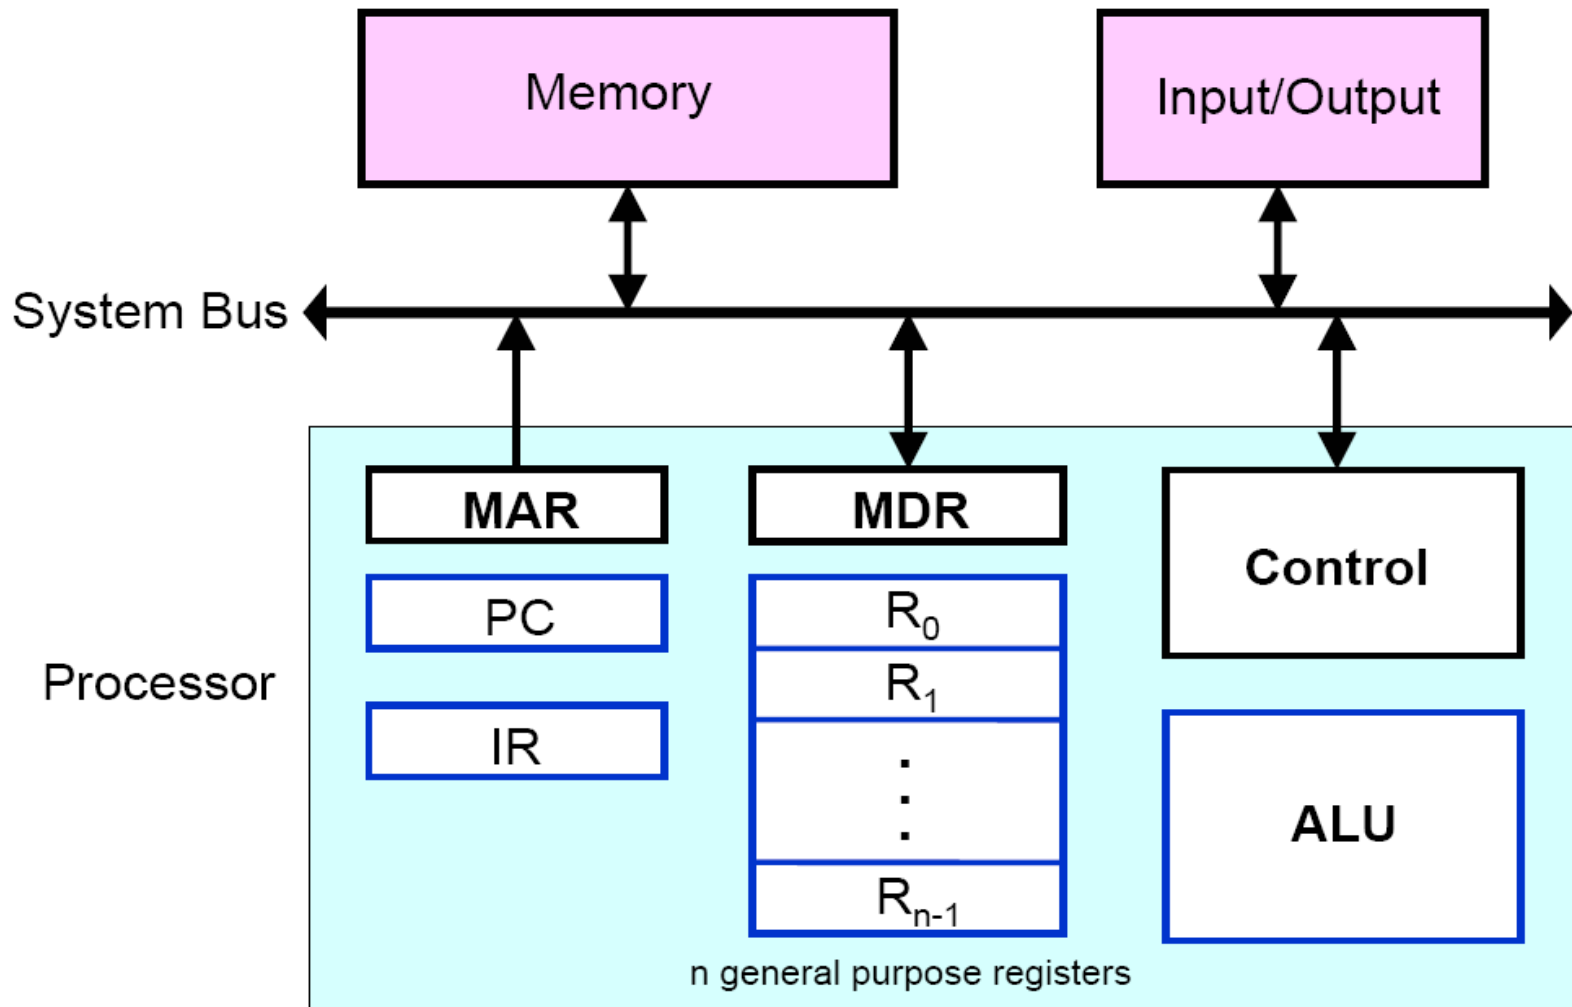 Memory
Input/Output
System Bus
MAR
MDR
Control
PC
R₀
R₁
Processor
IR
.
.
.
ALU
Rₙ₋₁
n general purpose registers